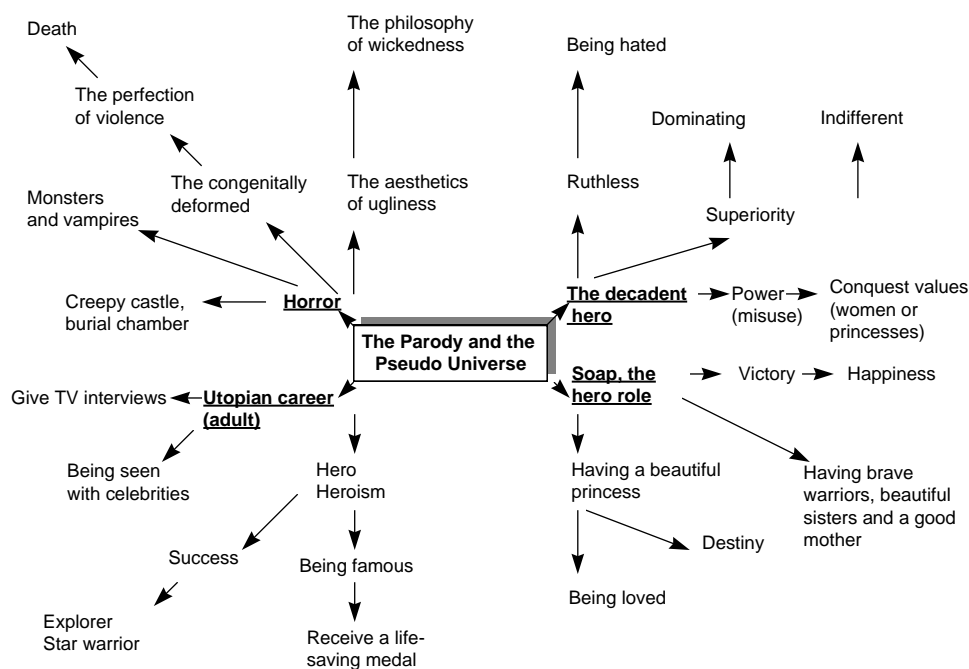 The philosophy
of wickedness
Death
Being hated
The perfection
of violence
Dominating
Indifferent
The congenitally
deformed
The aesthetics
of ugliness
Ruthless
Monsters
and vampires
Superiority
Creepy castle,
burial chamber
Horror
The decadent
hero
Power
(misuse)
Conquest values
(women or
princesses)
The Parody and the
Pseudo Universe
Soap, the
hero role
Victory
Happiness
Give TV interviews
Utopian career
(adult)
Being seen
with celebrities
Hero
Heroism
Having a beautiful
princess
Having brave
warriors, beautiful
sisters and a good
mother
Success
Being famous
Destiny
Being loved
Explorer
Star warrior
Receive a life-
saving medal